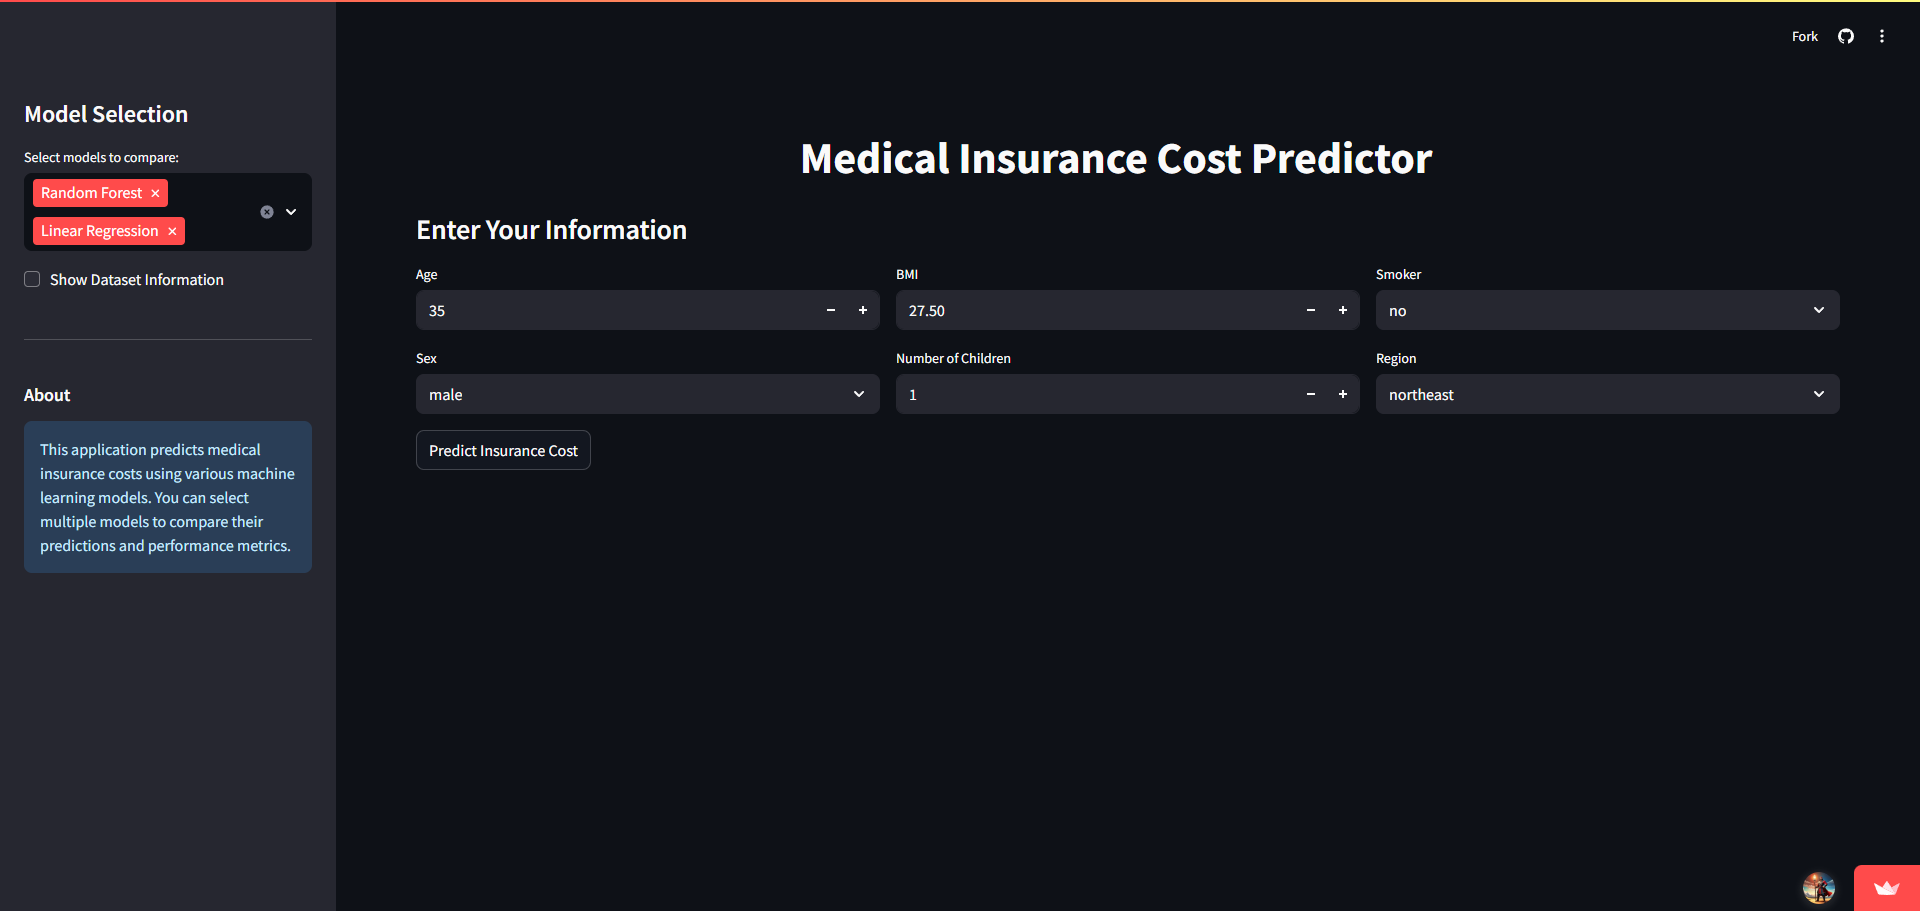 Fork
Model Selection
Select models to compare:
Random Forest
Linear Regression
Show Dataset Information
About
This application predicts medical
insurance costs using various machine
learning models. You can select
multiple models to compare their
predictions and performance metrics.
Medical Insurance Cost Predictor
Enter Your Information
Age
BMI
Smoker
35
27.50
no
Sex
Number of Children
Region
male
1
northeast
Predict Insurance Cost